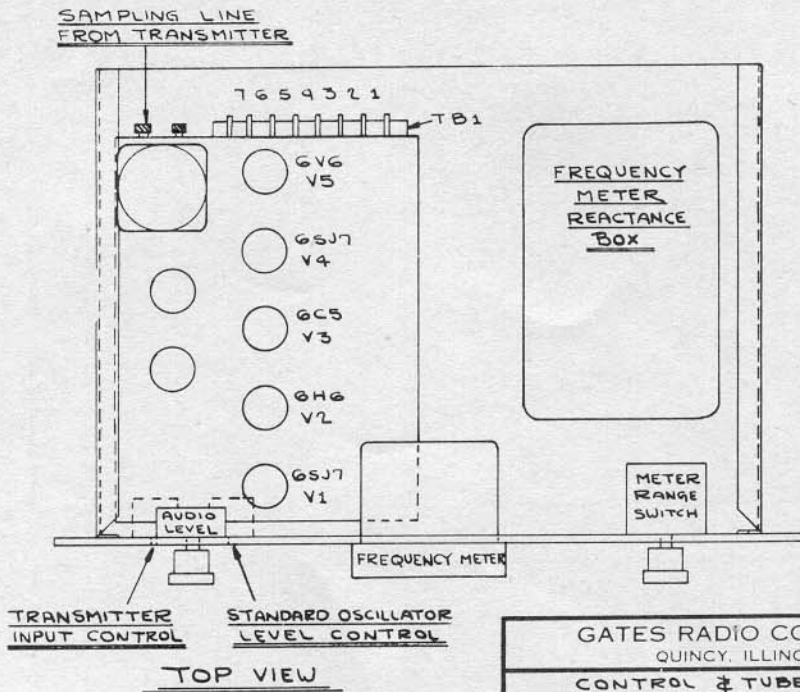 SAMPLING LINE
FROM TRANSMITTER
7 6 5 4 3 2 1
TB1
6V6
V5
6SJ7
V4
6C5
V3
6H6
V2
6SJ7
V1
FREQUENCY
METER
REACTANCE
BOX
AUDIO
LEVEL
FREQUENCY METER
METER
RANGE
SWITCH
TRANSMITTER
INPUT CONTROL
STANDARD OSCILLATOR
LEVEL CONTROL
TOP VIEW
GATES RADIO CO
QUINCY, ILLINO
CONTROL & TUBE